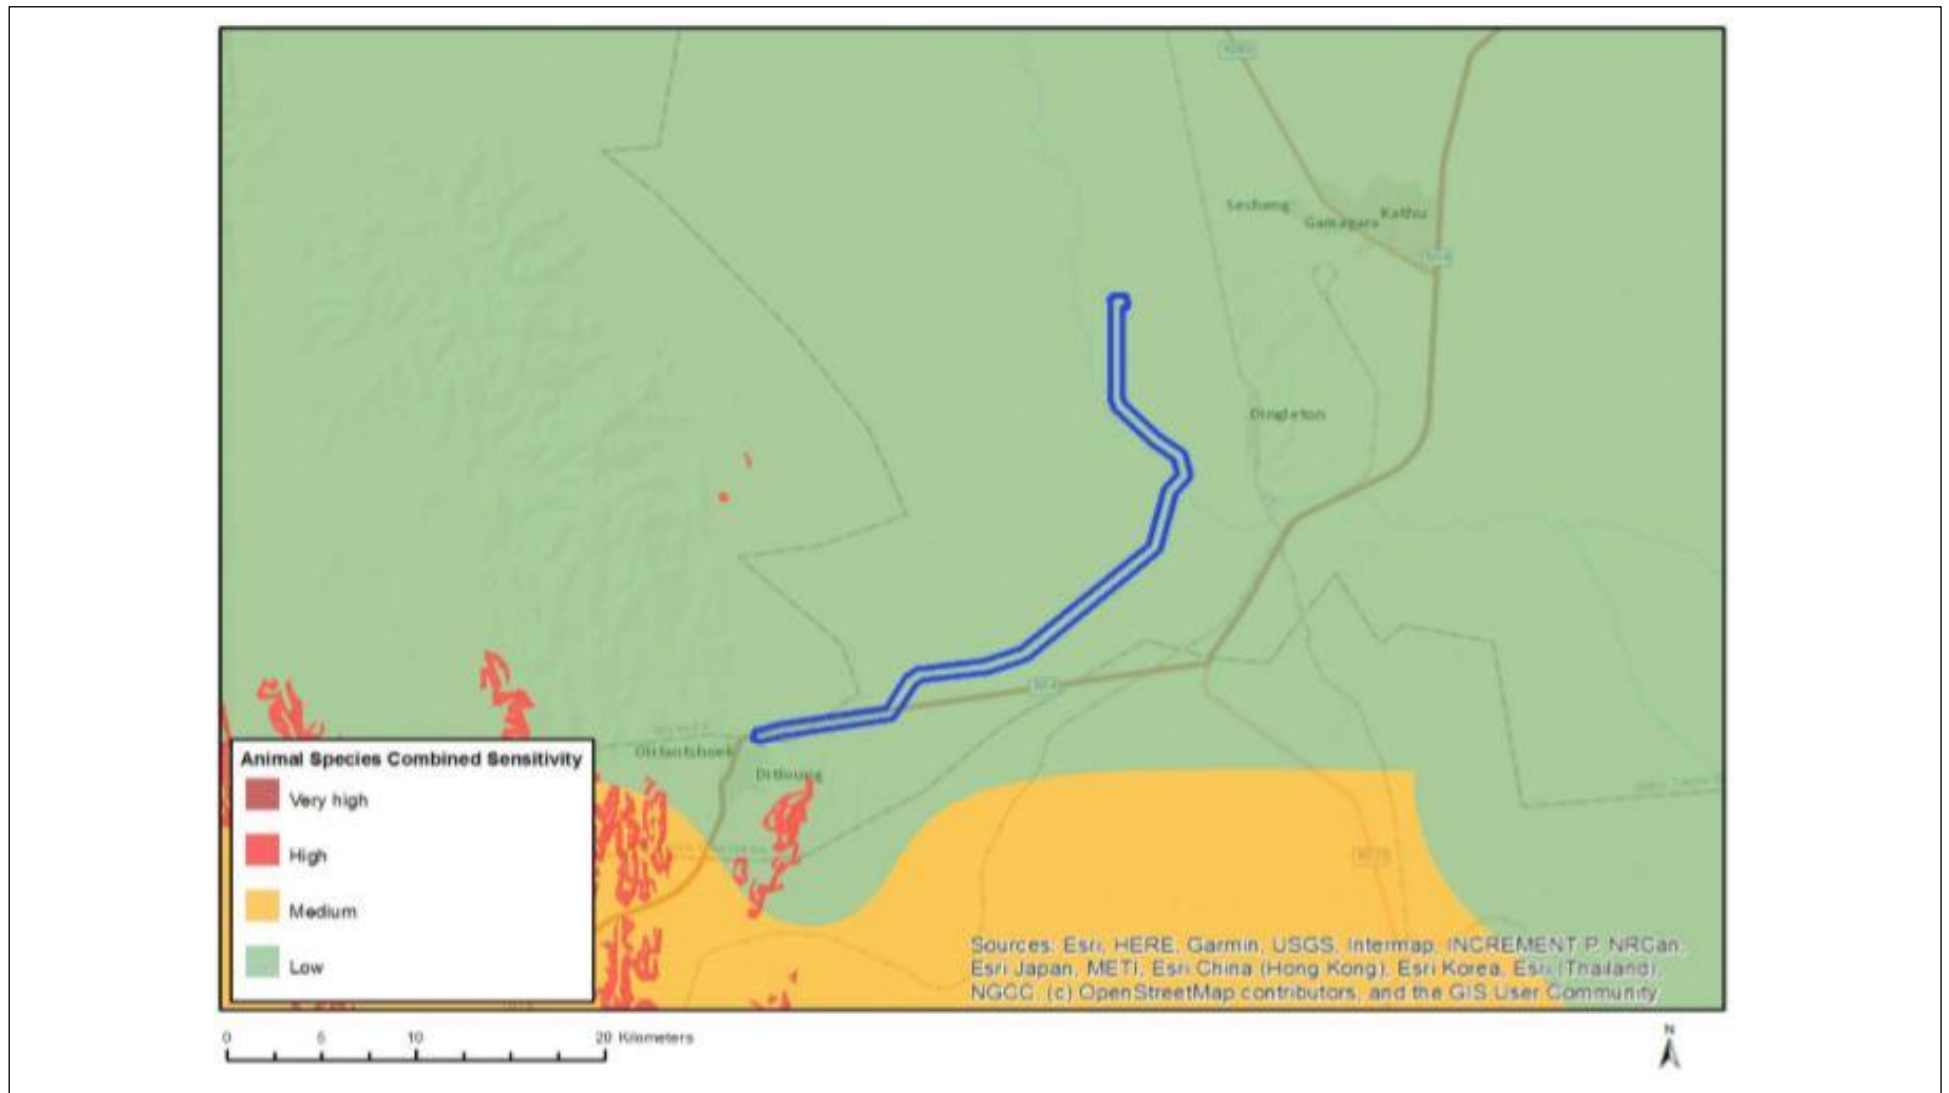 Seshang
Gamagara
Kathu
Dingleton
N14
Olifantshoek
Ditloung
Animal Species Combined Sensitivity
Very high
High
Medium
Low
Sources: Esri, HERE, Garmin, USGS, Intermap, INCREMENT P, NRCan,
Esri Japan, METI, Esri China (Hong Kong), Esri Korea, Esri (Thailand),
NGCC, (c) OpenStreetMap contributors, and the GIS User Community
0 5 10 20 Kilometers
N